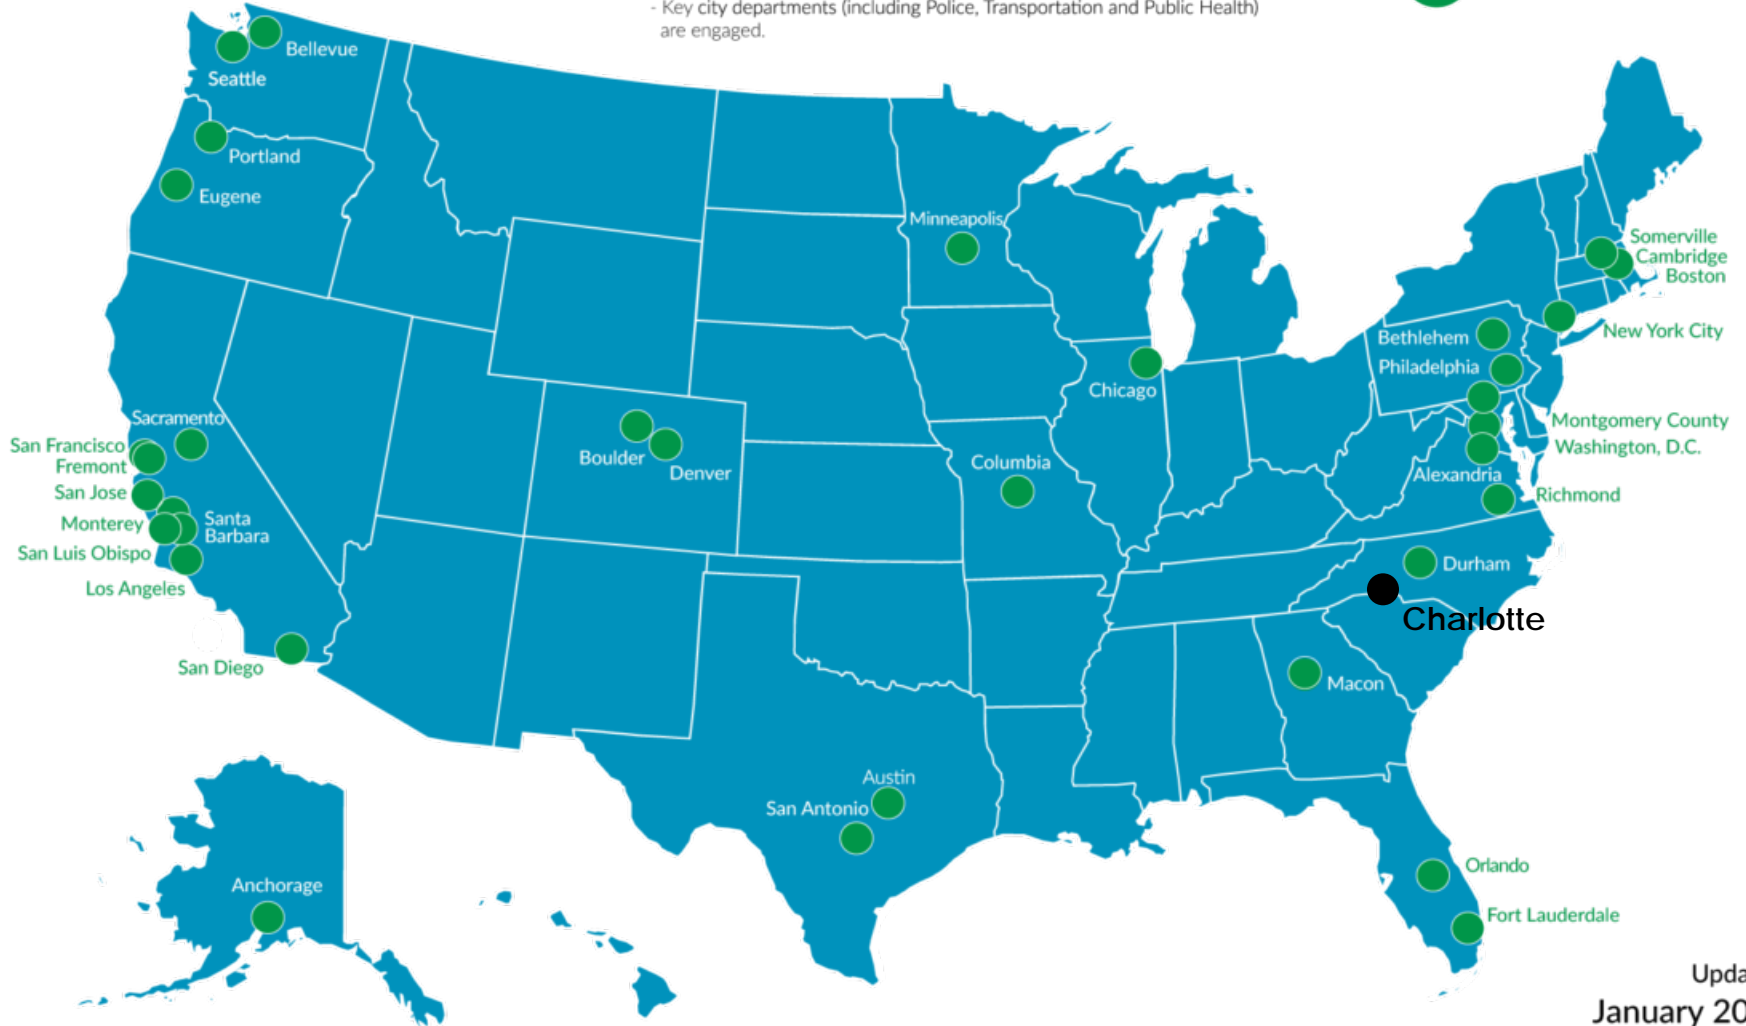 - Key city departments (including Police, Transportation and Public Health)
are engaged.
Bellevue
Seattle
Portland
Eugene
Minneapolis
Somerville
Cambridge
Boston
New York City
Bethlehem
Philadelphia
Chicago
Montgomery County
Washington, D.C.
Alexandria
Richmond
Sacramento
San Francisco
Fremont
San Jose
Monterey
Santa
Barbara
San Luis Obispo
Los Angeles
San Diego
Boulder
Denver
Columbia
Durham
Charlotte
Macon
Austin
San Antonio
Anchorage
Orlando
Fort Lauderdale
Upda
January 20